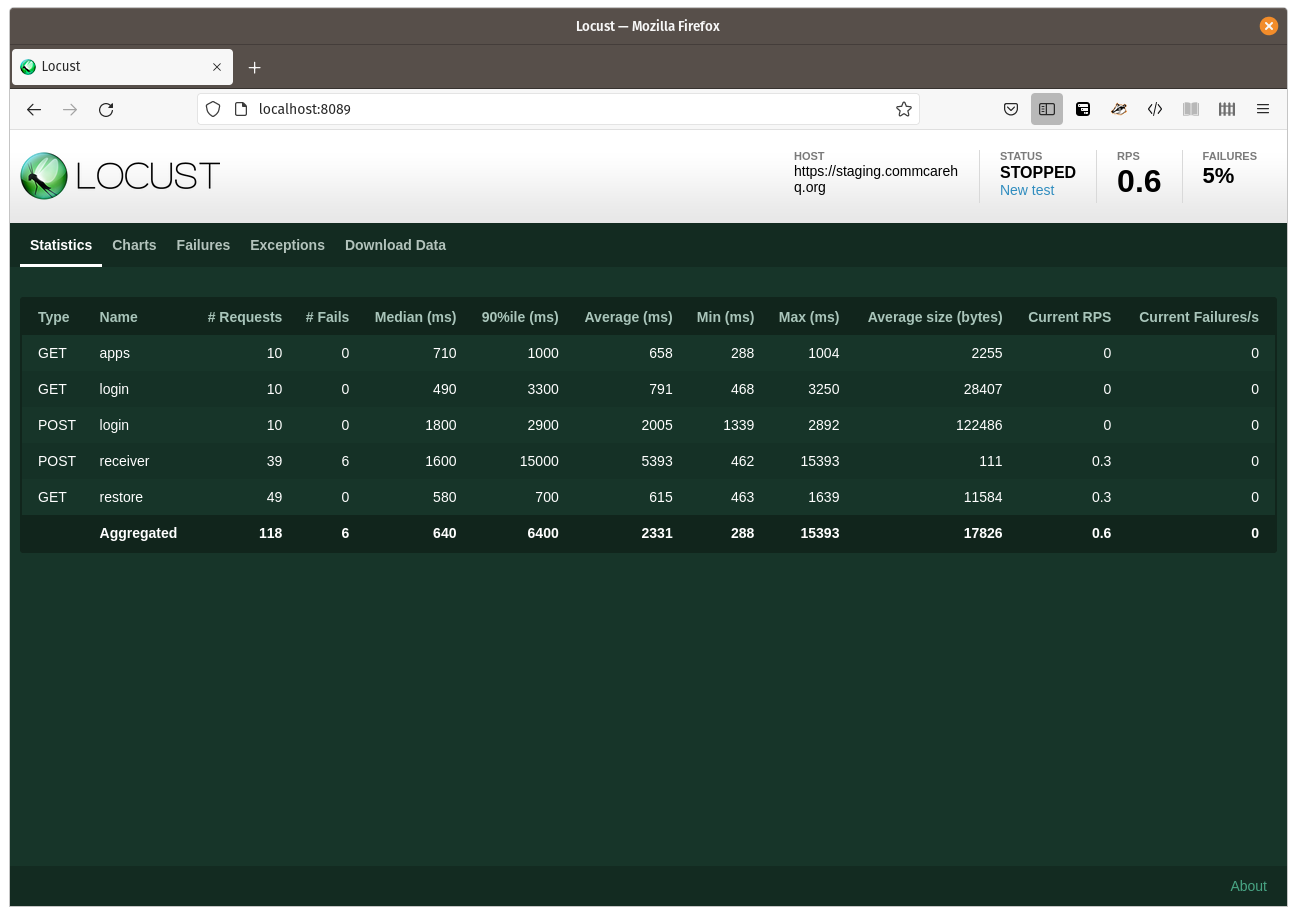 Locust — Mozilla Firefox
Locust
localhost:8089
LOCUST
HOST
https://staging.commcareh
q.org
STATUS
STOPPED
New test
RPS
0.6
FAILURES
5%
Statistics Charts Failures Exceptions Download Data
Type Name # Requests # Fails Median (ms) 90%ile (ms) Average (ms) Min (ms) Max (ms) Average size (bytes) Current RPS Current Failures/s
GET apps 10 0 710 1000 658 288 1004 2255 0 0
GET login 10 0 490 3300 791 468 3250 28407 0 0
POST login 10 0 1800 2900 2005 1339 2892 122486 0 0
POST receiver 39 6 1600 15000 5393 462 15393 111 0.3 0
GET restore 49 0 580 700 615 463 1639 11584 0.3 0
Aggregated 118 6 640 6400 2331 288 15393 17826 0.6 0
About